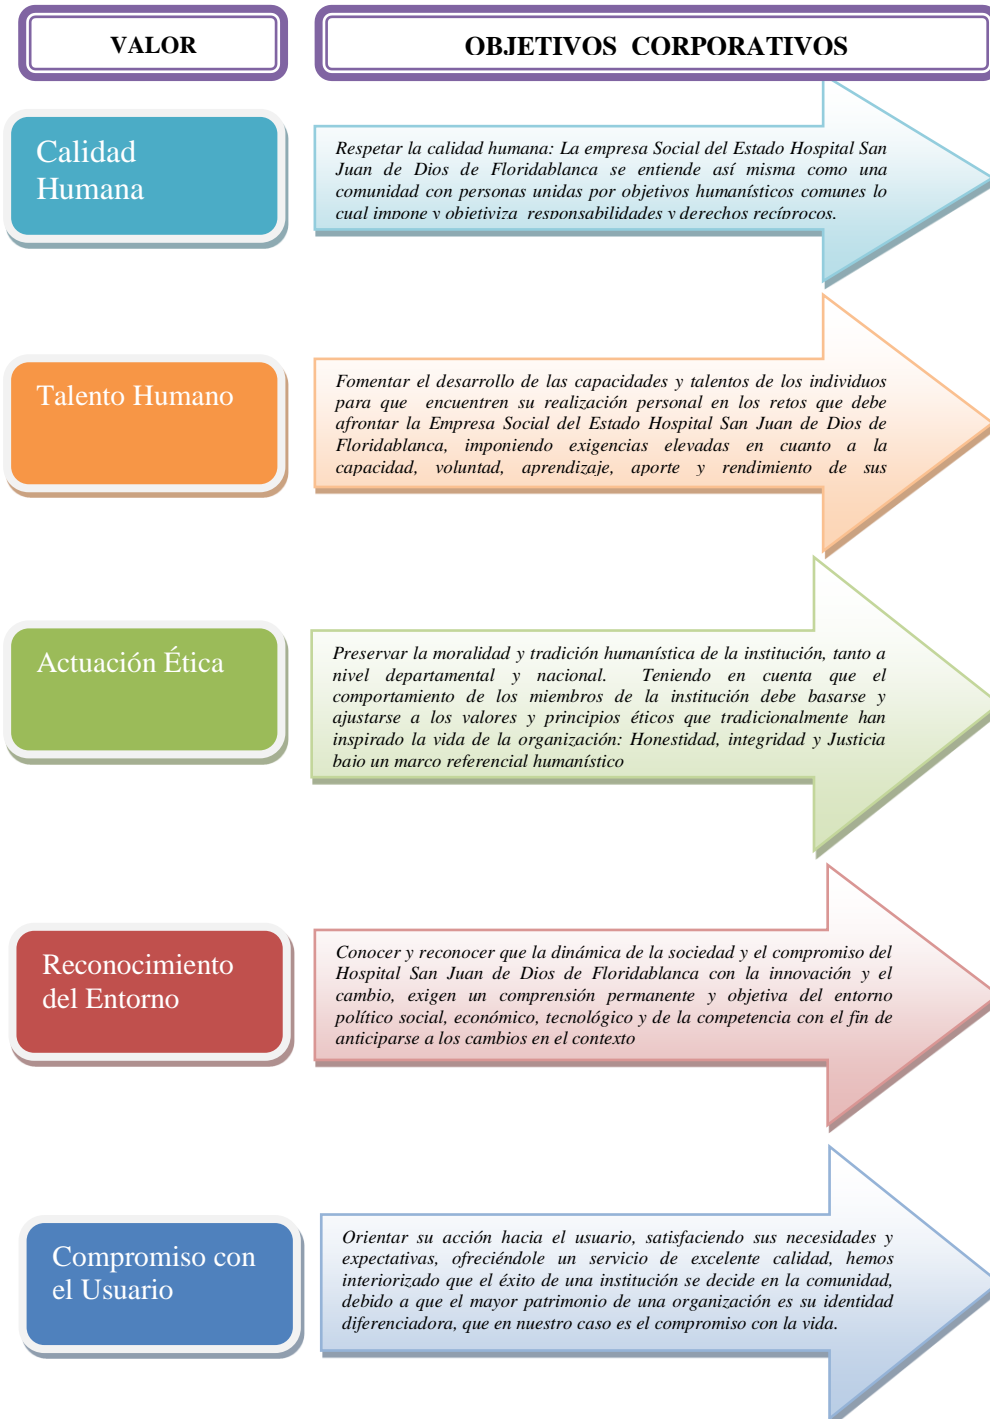 VALOR
OBJETIVOS CORPORATIVOS
Calidad
Humana
Respetar la calidad humana: La empresa Social del Estado Hospital San
Juan de Dios de Floridablanca se entiende así misma como una
comunidad con personas unidas por objetivos humanísticos comunes lo
cual impone y objetiviza responsabilidades y derechos recíprocos.
Talento Humano
Fomentar el desarrollo de las capacidades y talentos de los individuos
para que encuentren su realización personal en los retos que debe
afrontar la Empresa Social del Estado Hospital San Juan de Dios de
Floridablanca, imponiendo exigencias elevadas en cuanto a la
capacidad, voluntad, aprendizaje, aporte y rendimiento de sus
Actuación Ética
Preservar la moralidad y tradición humanística de la institución, tanto a
nivel departamental y nacional. Teniendo en cuenta que el
comportamiento de los miembros de la institución debe basarse y
ajustarse a los valores y principios éticos que tradicionalmente han
inspirado la vida de la organización: Honestidad, integridad y Justicia
bajo un marco referencial humanístico
Reconocimiento
del Entorno
Conocer y reconocer que la dinámica de la sociedad y el compromiso del
Hospital San Juan de Dios de Floridablanca con la innovación y el
cambio, exigen un comprensión permanente y objetiva del entorno
político social, económico, tecnológico y de la competencia con el fin de
anticiparse a los cambios en el contexto
Compromiso con
el Usuario
Orientar su acción hacia el usuario, satisfaciendo sus necesidades y
expectativas, ofreciéndole un servicio de excelente calidad, hemos
interiorizado que el éxito de una institución se decide en la comunidad,
debido a que el mayor patrimonio de una organización es su identidad
diferenciadora, que en nuestro caso es el compromiso con la vida.